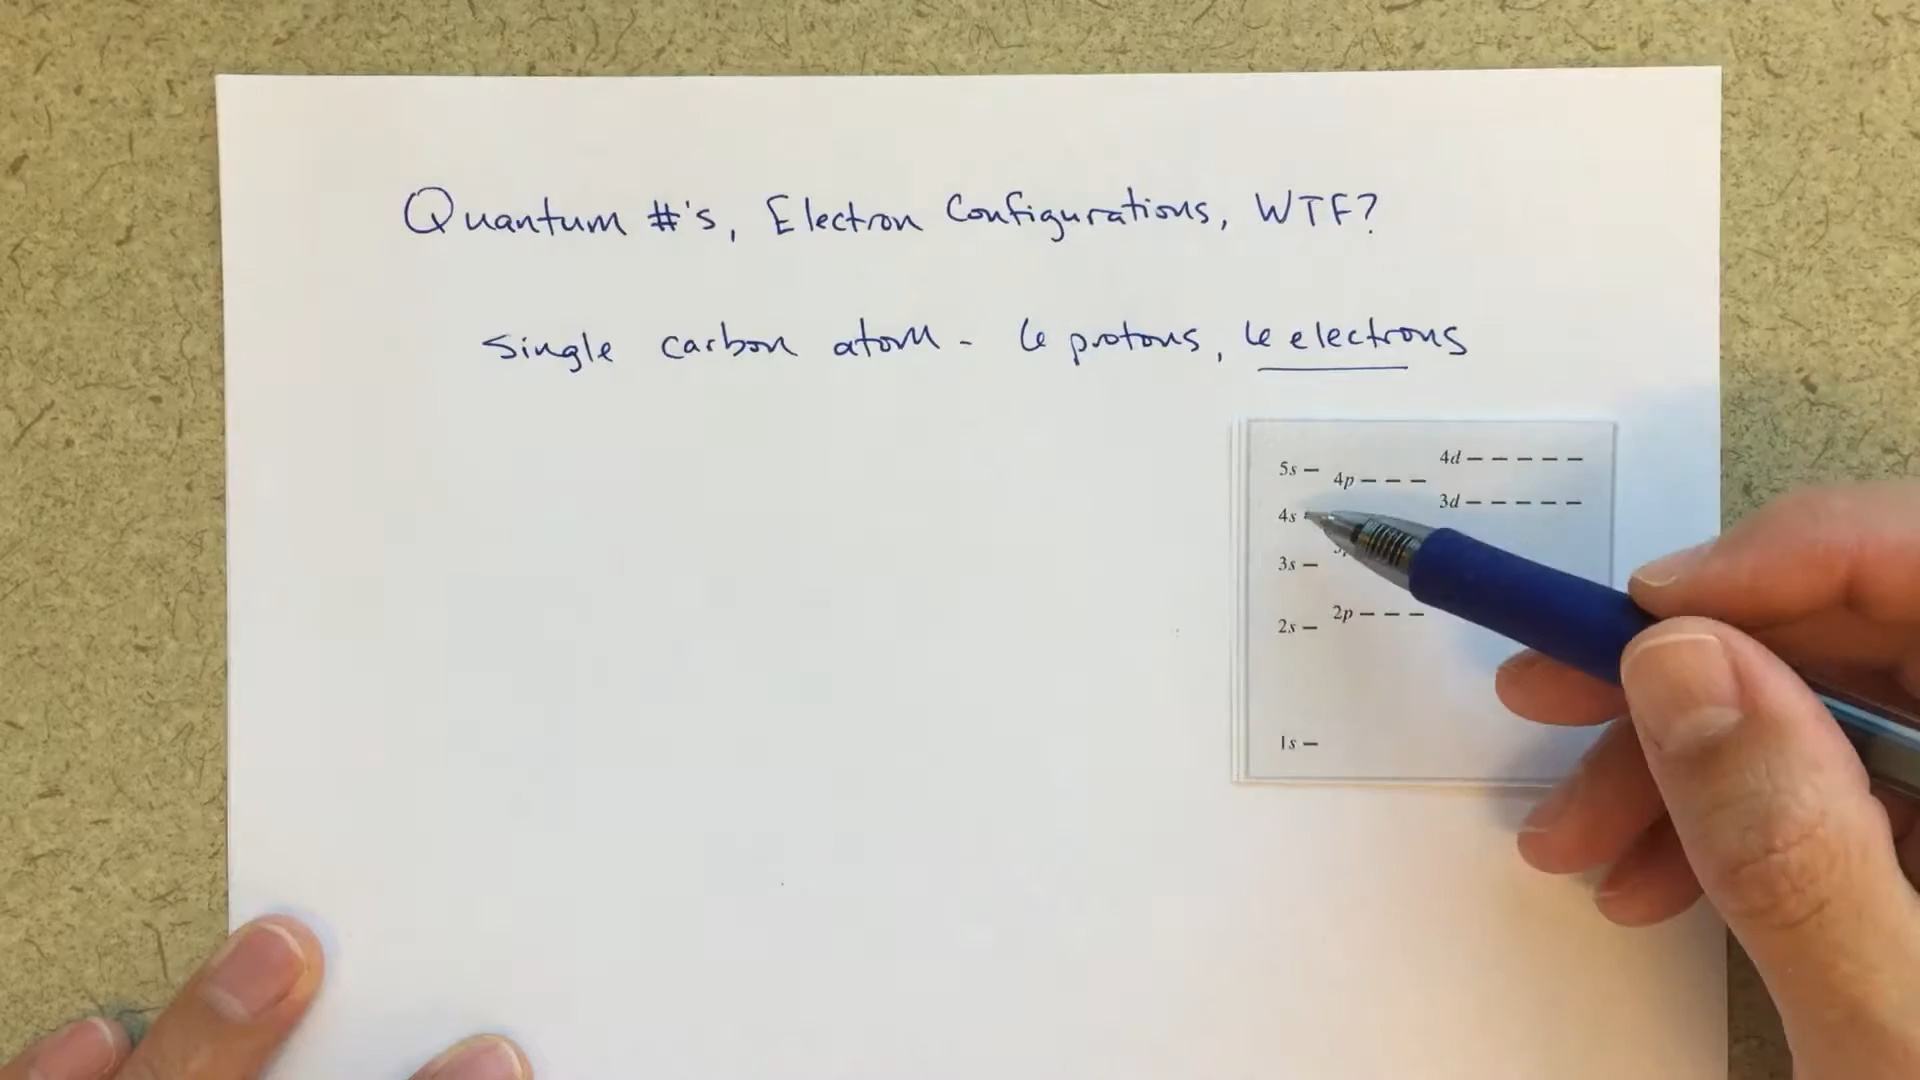 Quantum #'s, Electron Configurations, WTF?
Single carbon atom - 6 protons, 6 electrons
4d
5s
4p
3d
4s
3s
2p
2s
1s